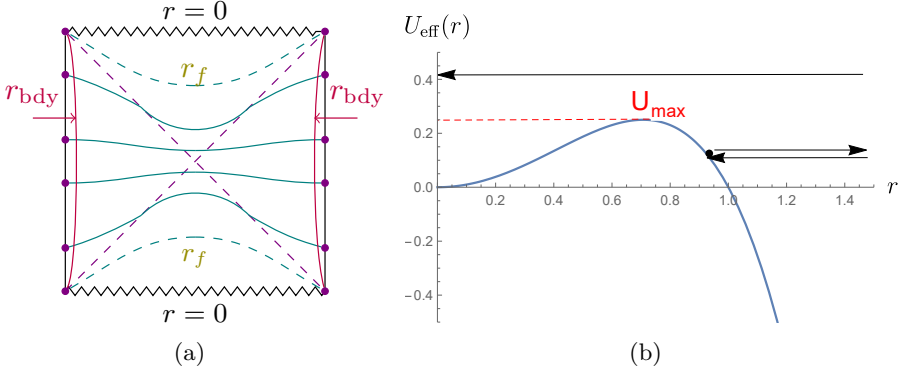 r = 0
r_f
r_bdy
r_bdy
r_f
r = 0
(a)
U_eff(r)
0.4
U_max
0.2
0.0
0.2
0.4
0.6
0.8
1.0
1.2
1.4
r
−0.2
−0.4
(b)